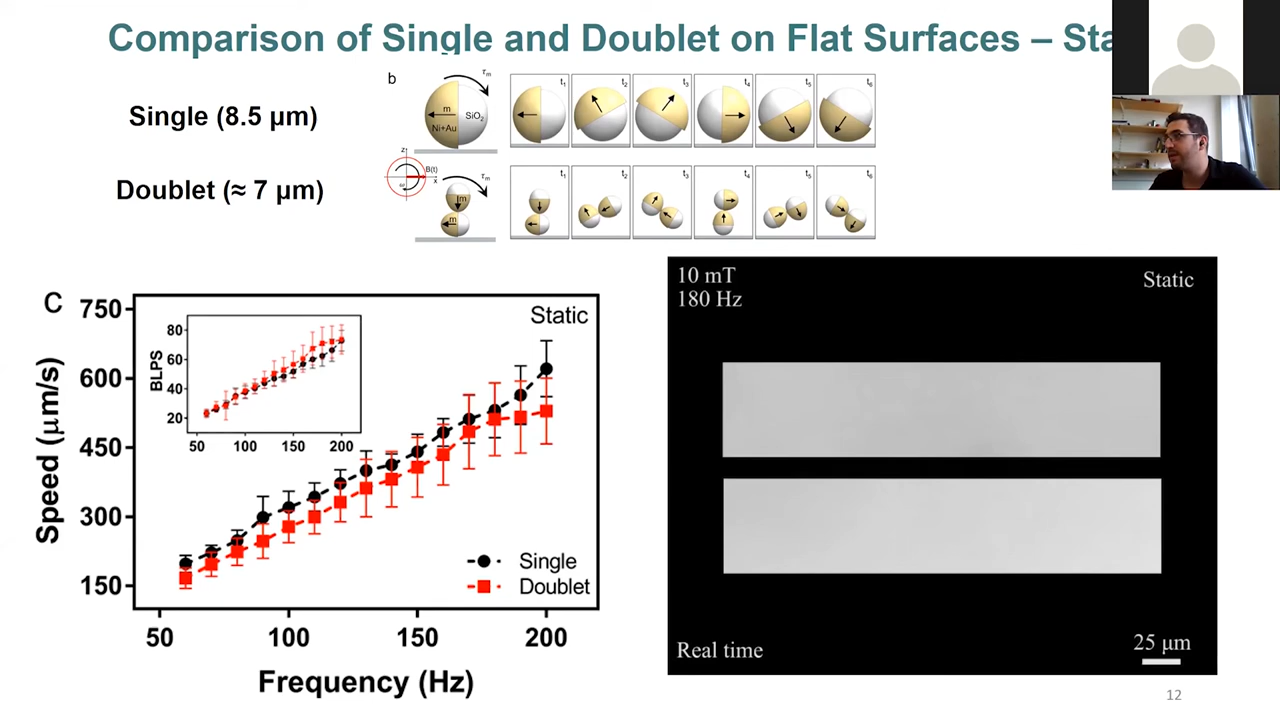 Comparison of Single and Doublet on Flat Surfaces – Sta
Single (8.5 µm)
Doublet (≈ 7 µm)
b
τm
m
Ni+Au
SiO2
t1
t2
t3
t4
t5
t6
z
B(t)
x
ω
τm
m
m
t1
t2
t3
t4
t5
t6
C
Static
Speed (µm/s)
750
600
450
300
150
50
100
150
200
Frequency (Hz)
BLPS
80
60
40
20
50
100
150
200
Single
Doublet
10 mT
180 Hz
Static
Real time
25 µm
12